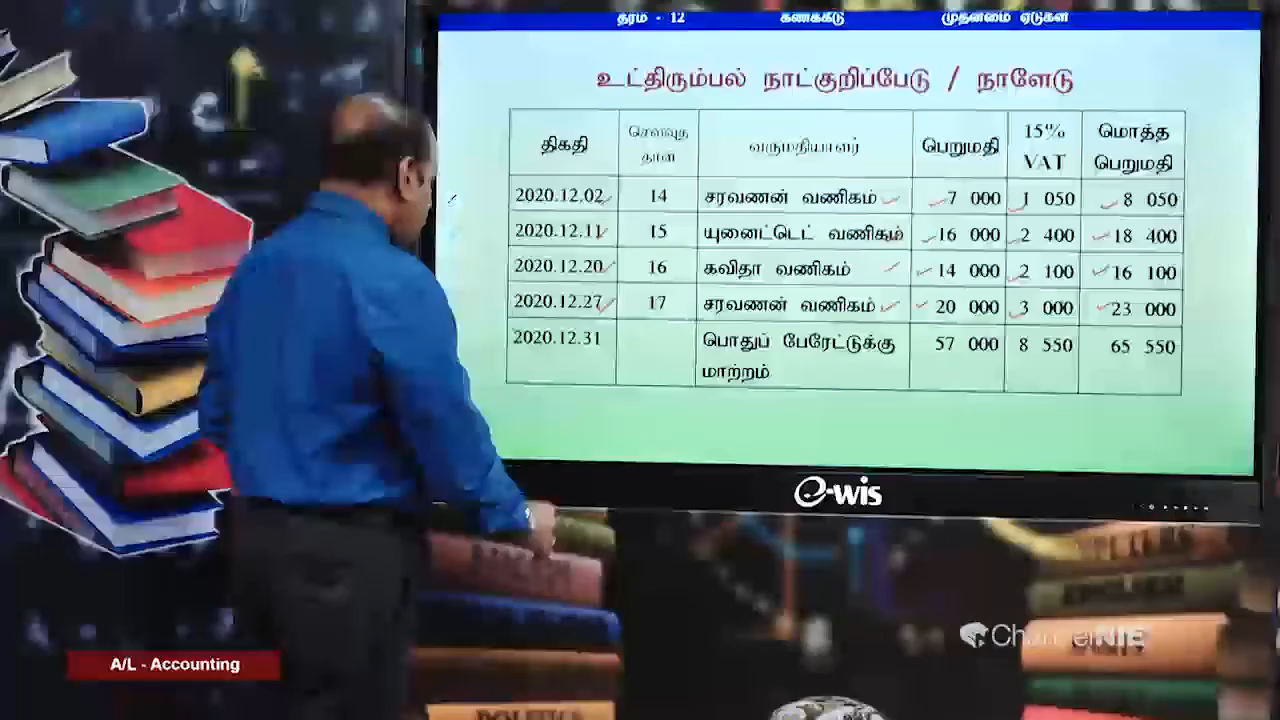 தரம் - 12 கணக்கீடு முதன்மை ஏடுகள்
உட்திரும்பல் நாட்குறிப்பேடு / நாளேடு
திகதி செலவுத் தாள் வருமதியாளர் பெறுமதி 15% VAT மொத்த பெறுமதி
2020.12.02 14 சரவணன் வணிகம் 7 000 1 050 8 050
2020.12.11 15 யுனைட்டெட் வணிகம் 16 000 2 400 18 400
2020.12.20 16 கவிதா வணிகம் 14 000 2 100 16 100
2020.12.27 17 சரவணன் வணிகம் 20 000 3 000 23 000
2020.12.31 பொதுப் பேரேட்டுக்கு மாற்றம் 57 000 8 550 65 550
e-wis
A/L - Accounting
Channel NIE
POLITICS